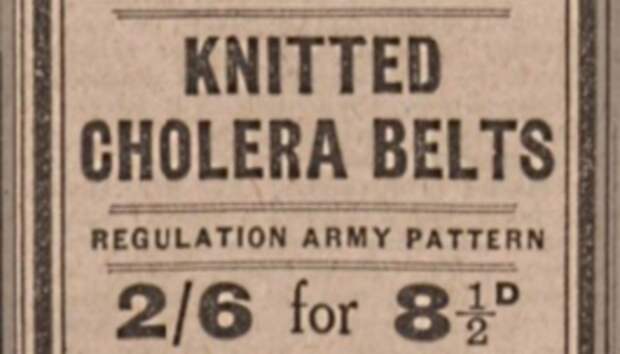 KNITTED
CHOLERA BELTS
REGULATION ARMY PATTERN
2/6 for 8½D